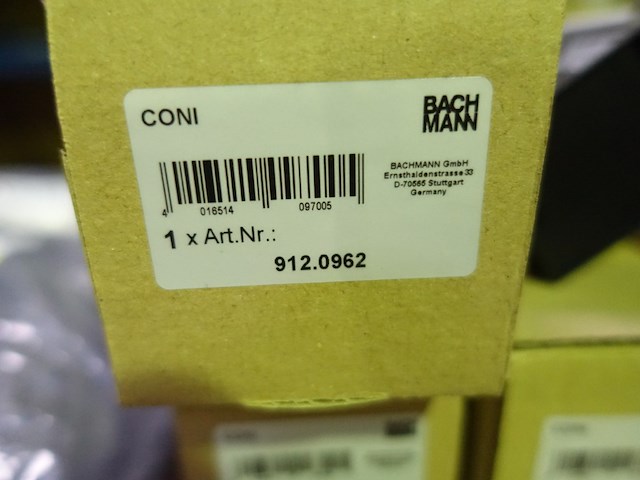 CONI
BACH
MANN
BACHMANN GmbH
Ernsthaldenstrasse 33
D-70565 Stuttgart
Germany
4 016514 097005
1 x Art.Nr.:
912.0962